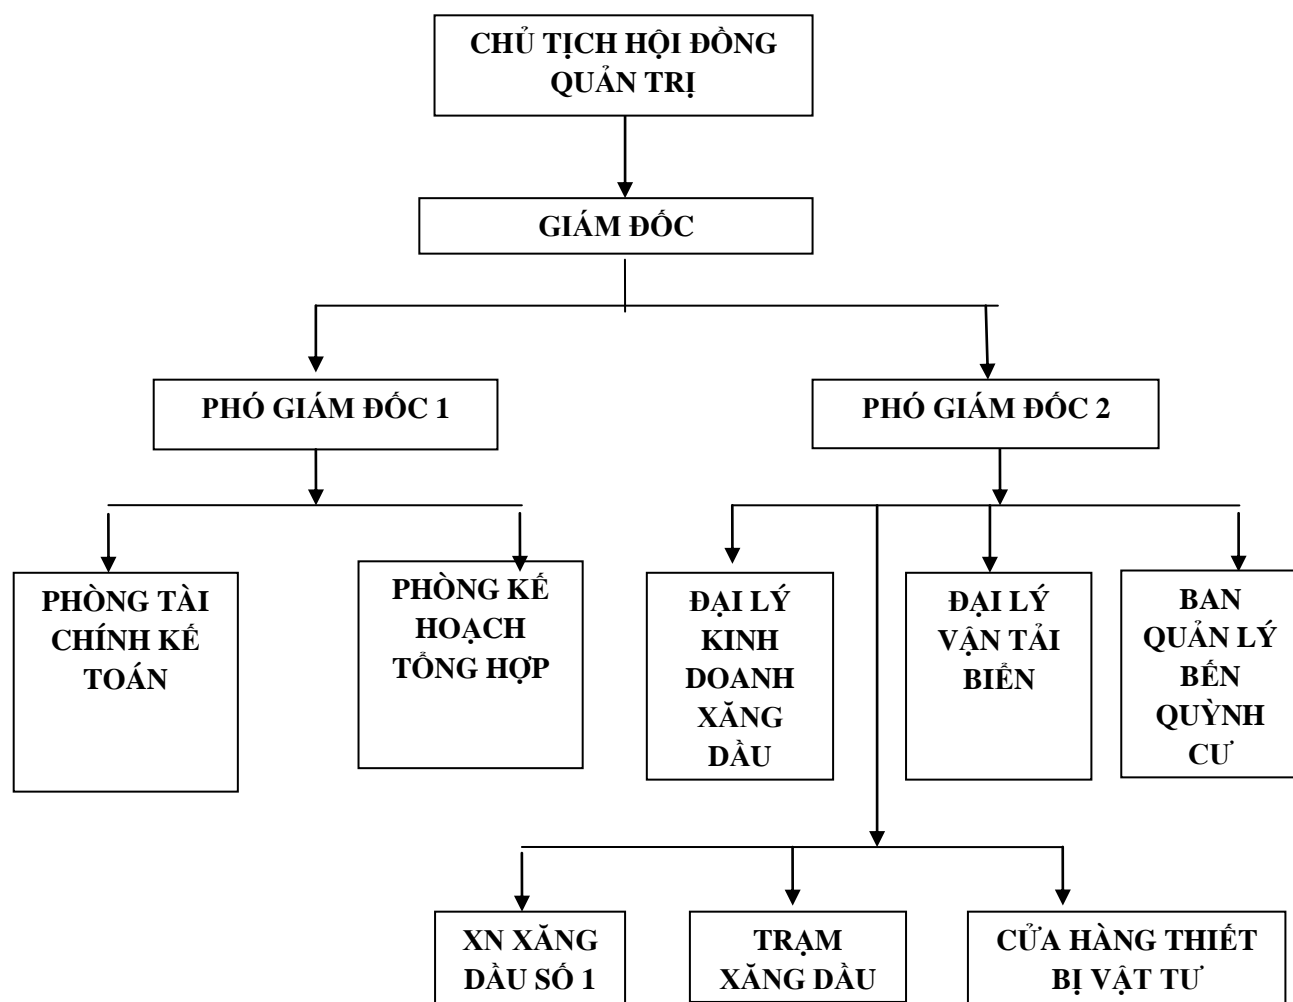 CHỦ TỊCH HỘI ĐỒNG
QUẢN TRỊ
GIÁM ĐỐC
PHÓ GIÁM ĐỐC 1
PHÓ GIÁM ĐỐC 2
PHÒNG TÀI
CHÍNH KẾ
TOÁN
PHÒNG KẾ
HOẠCH
TỔNG HỢP
ĐẠI LÝ
KINH
DOANH
XĂNG
DẦU
ĐẠI LÝ
VẬN TẢI
BIỂN
BAN
QUẢN LÝ
BẾN
QUỲNH
CƯ
XN XĂNG
DẦU SỐ 1
TRẠM
XĂNG DẦU
CỬA HÀNG THIẾT
BỊ VẬT TƯ